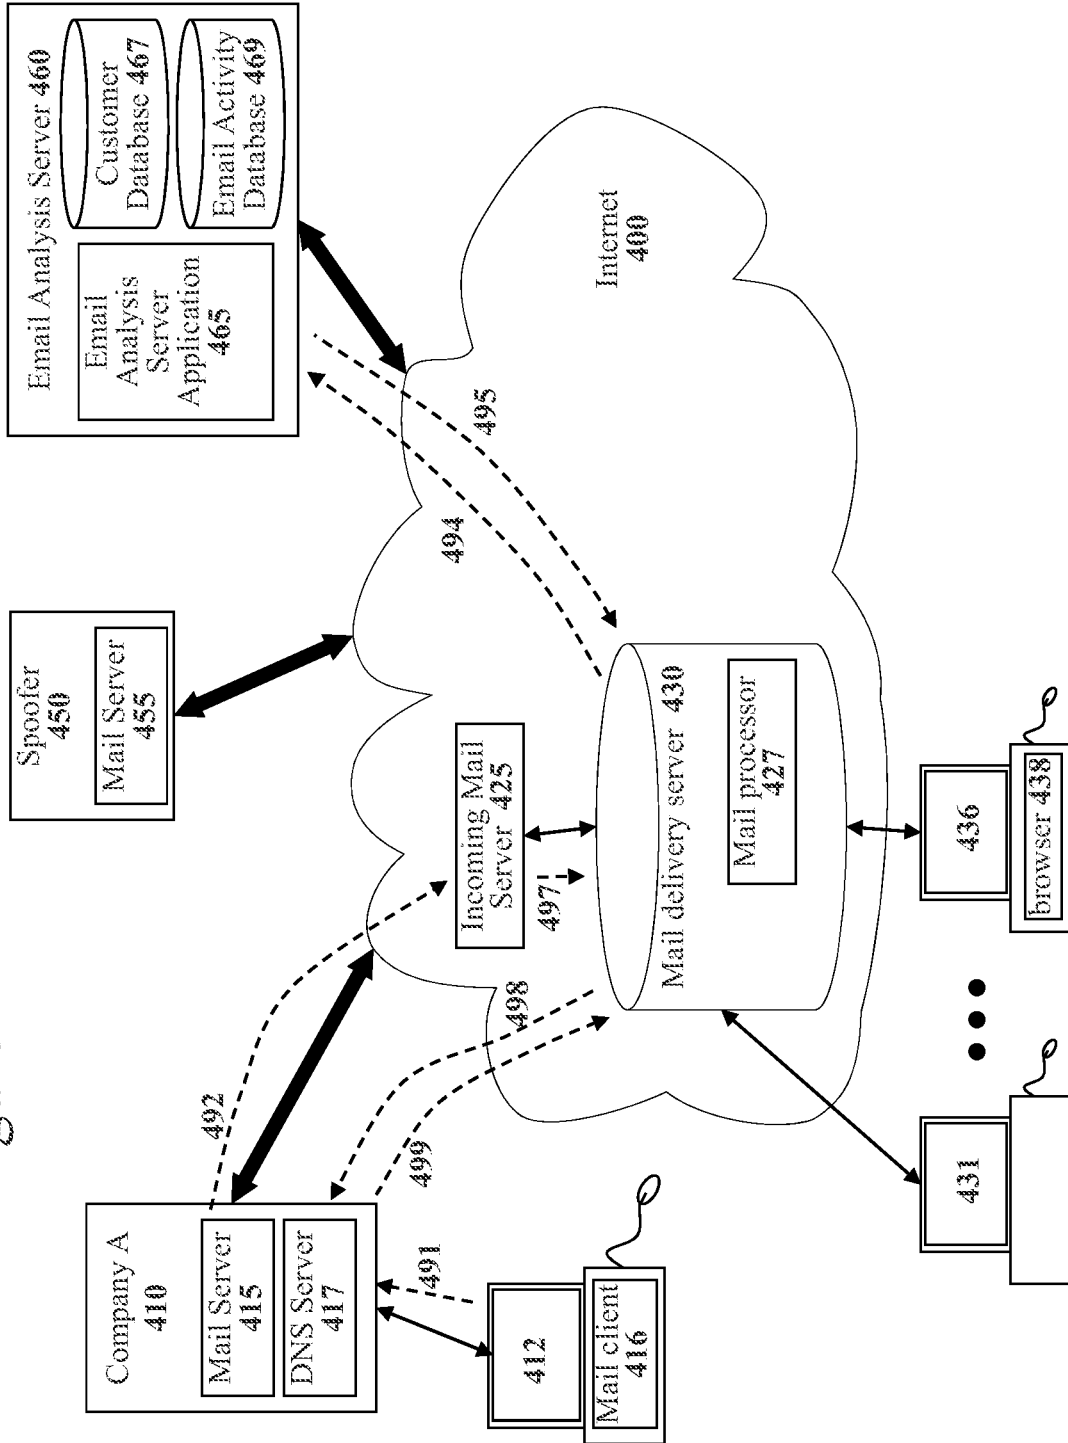 Company A
410
Mail Server
415
DNS Server
417
491
412
Mail client
416
492
499
498
Spoofer
450
Mail Server
455
Incoming Mail
Server 425
497
Mail delivery server 430
Mail processor
427
494
495
Email Analysis Server 460
Email
Analysis
Server
Application
465
Customer
Database 467
Email Activity
Database 469
Internet
400
431
436
browser 438